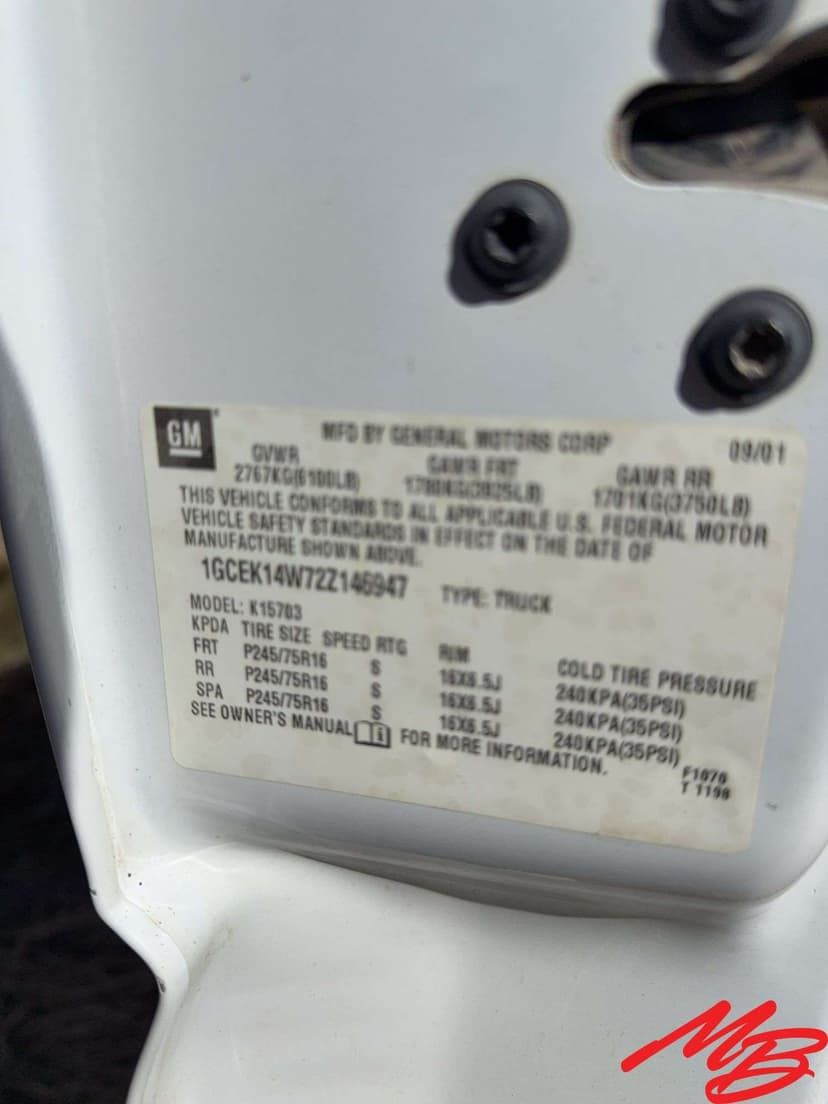 GM
MFD BY GENERAL MOTORS CORP 09/01
GVWR GAWR FRT GAWR RR
2767KG(6100LB) 1780KG(3925LB) 1701KG(3750LB)
THIS VEHICLE CONFORMS TO ALL APPLICABLE U.S. FEDERAL MOTOR
VEHICLE SAFETY STANDARDS IN EFFECT ON THE DATE OF
MANUFACTURE SHOWN ABOVE.
1GCEK14W72Z146947 TYPE: TRUCK
MODEL: K15703
KPDA TIRE SIZE SPEED RTG RIM COLD TIRE PRESSURE
FRT P245/75R16 S 16X6.5J 240KPA(35PSI)
RR P245/75R16 S 16X6.5J 240KPA(35PSI)
SPA P245/75R16 S 16X6.5J 240KPA(35PSI)
SEE OWNER'S MANUAL FOR MORE INFORMATION.
F1076
T 1198
MB